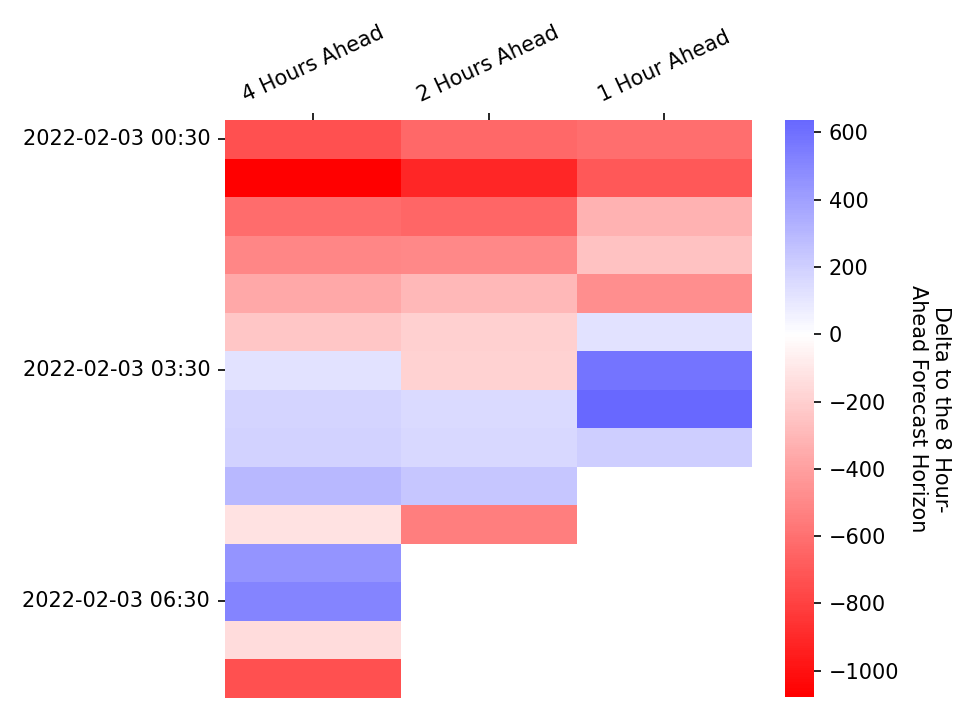 4 Hours Ahead
2 Hours Ahead
1 Hour Ahead
2022-02-03 00:30
2022-02-03 03:30
2022-02-03 06:30
600
400
200
0
−200
−400
−600
−800
−1000
Delta to the 8 Hour-
Ahead Forecast Horizon